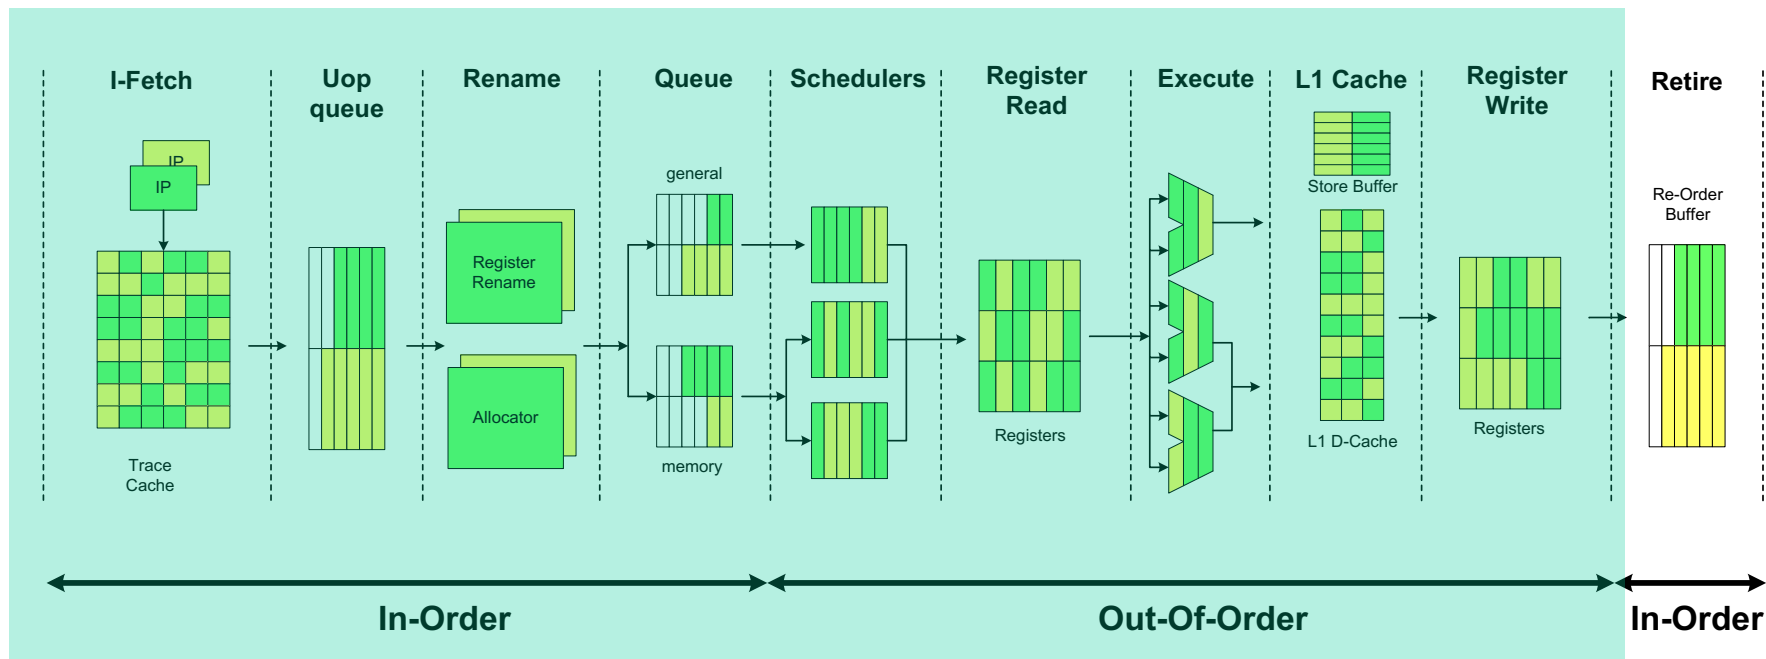 I-Fetch
Uop
queue
Rename
Queue
Schedulers
Register
Read
Execute
L1 Cache
Register
Write
Retire
IP
IP
Trace
Cache
Register
Rename
Allocator
general
memory
Registers
Store Buffer
L1 D-Cache
Registers
Re-Order
Buffer
In-Order
Out-Of-Order
In-Order